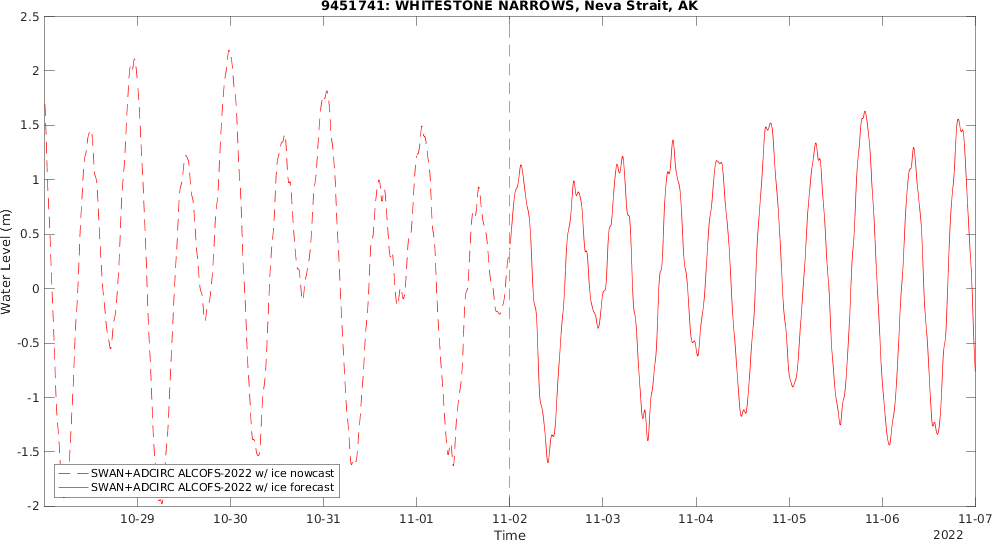 9451741: WHITESTONE NARROWS, Neva Strait, AK
2.5
2
1.5
1
0.5
0
-0.5
-1
-1.5
-2
Water Level (m)
SWAN+ADCIRC ALCOFS-2022 w/ ice nowcast
SWAN+ADCIRC ALCOFS-2022 w/ ice forecast
10-29 10-30 10-31 11-01 11-02 11-03 11-04 11-05 11-06 11-07
Time
2022